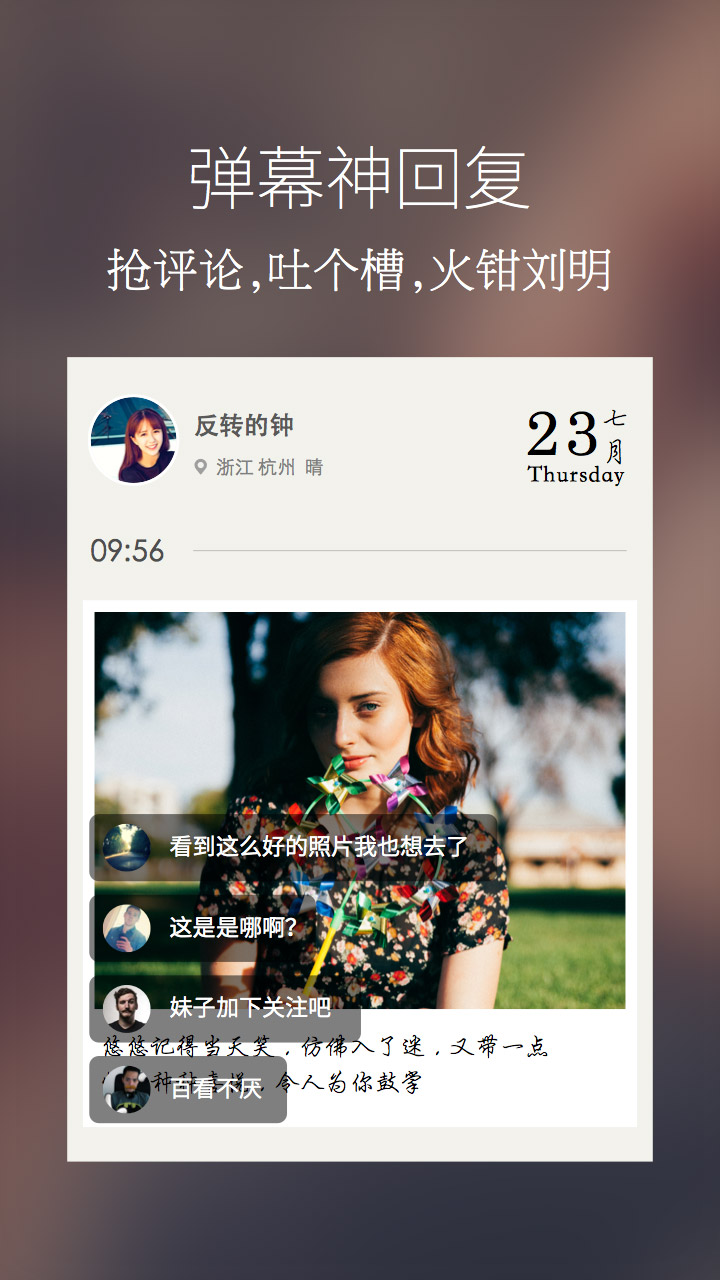 弹幕神回复
抢评论,吐个槽,火钳刘明
反转的钟
浙江 杭州 晴
23 七月
Thursday
09:56
看到这么好的照片我也想去了
这是是哪啊?
妹子加下关注吧
悠悠记得当天笑，仿佛入了迷，又带一点
令人为你鼓掌
百看不厌